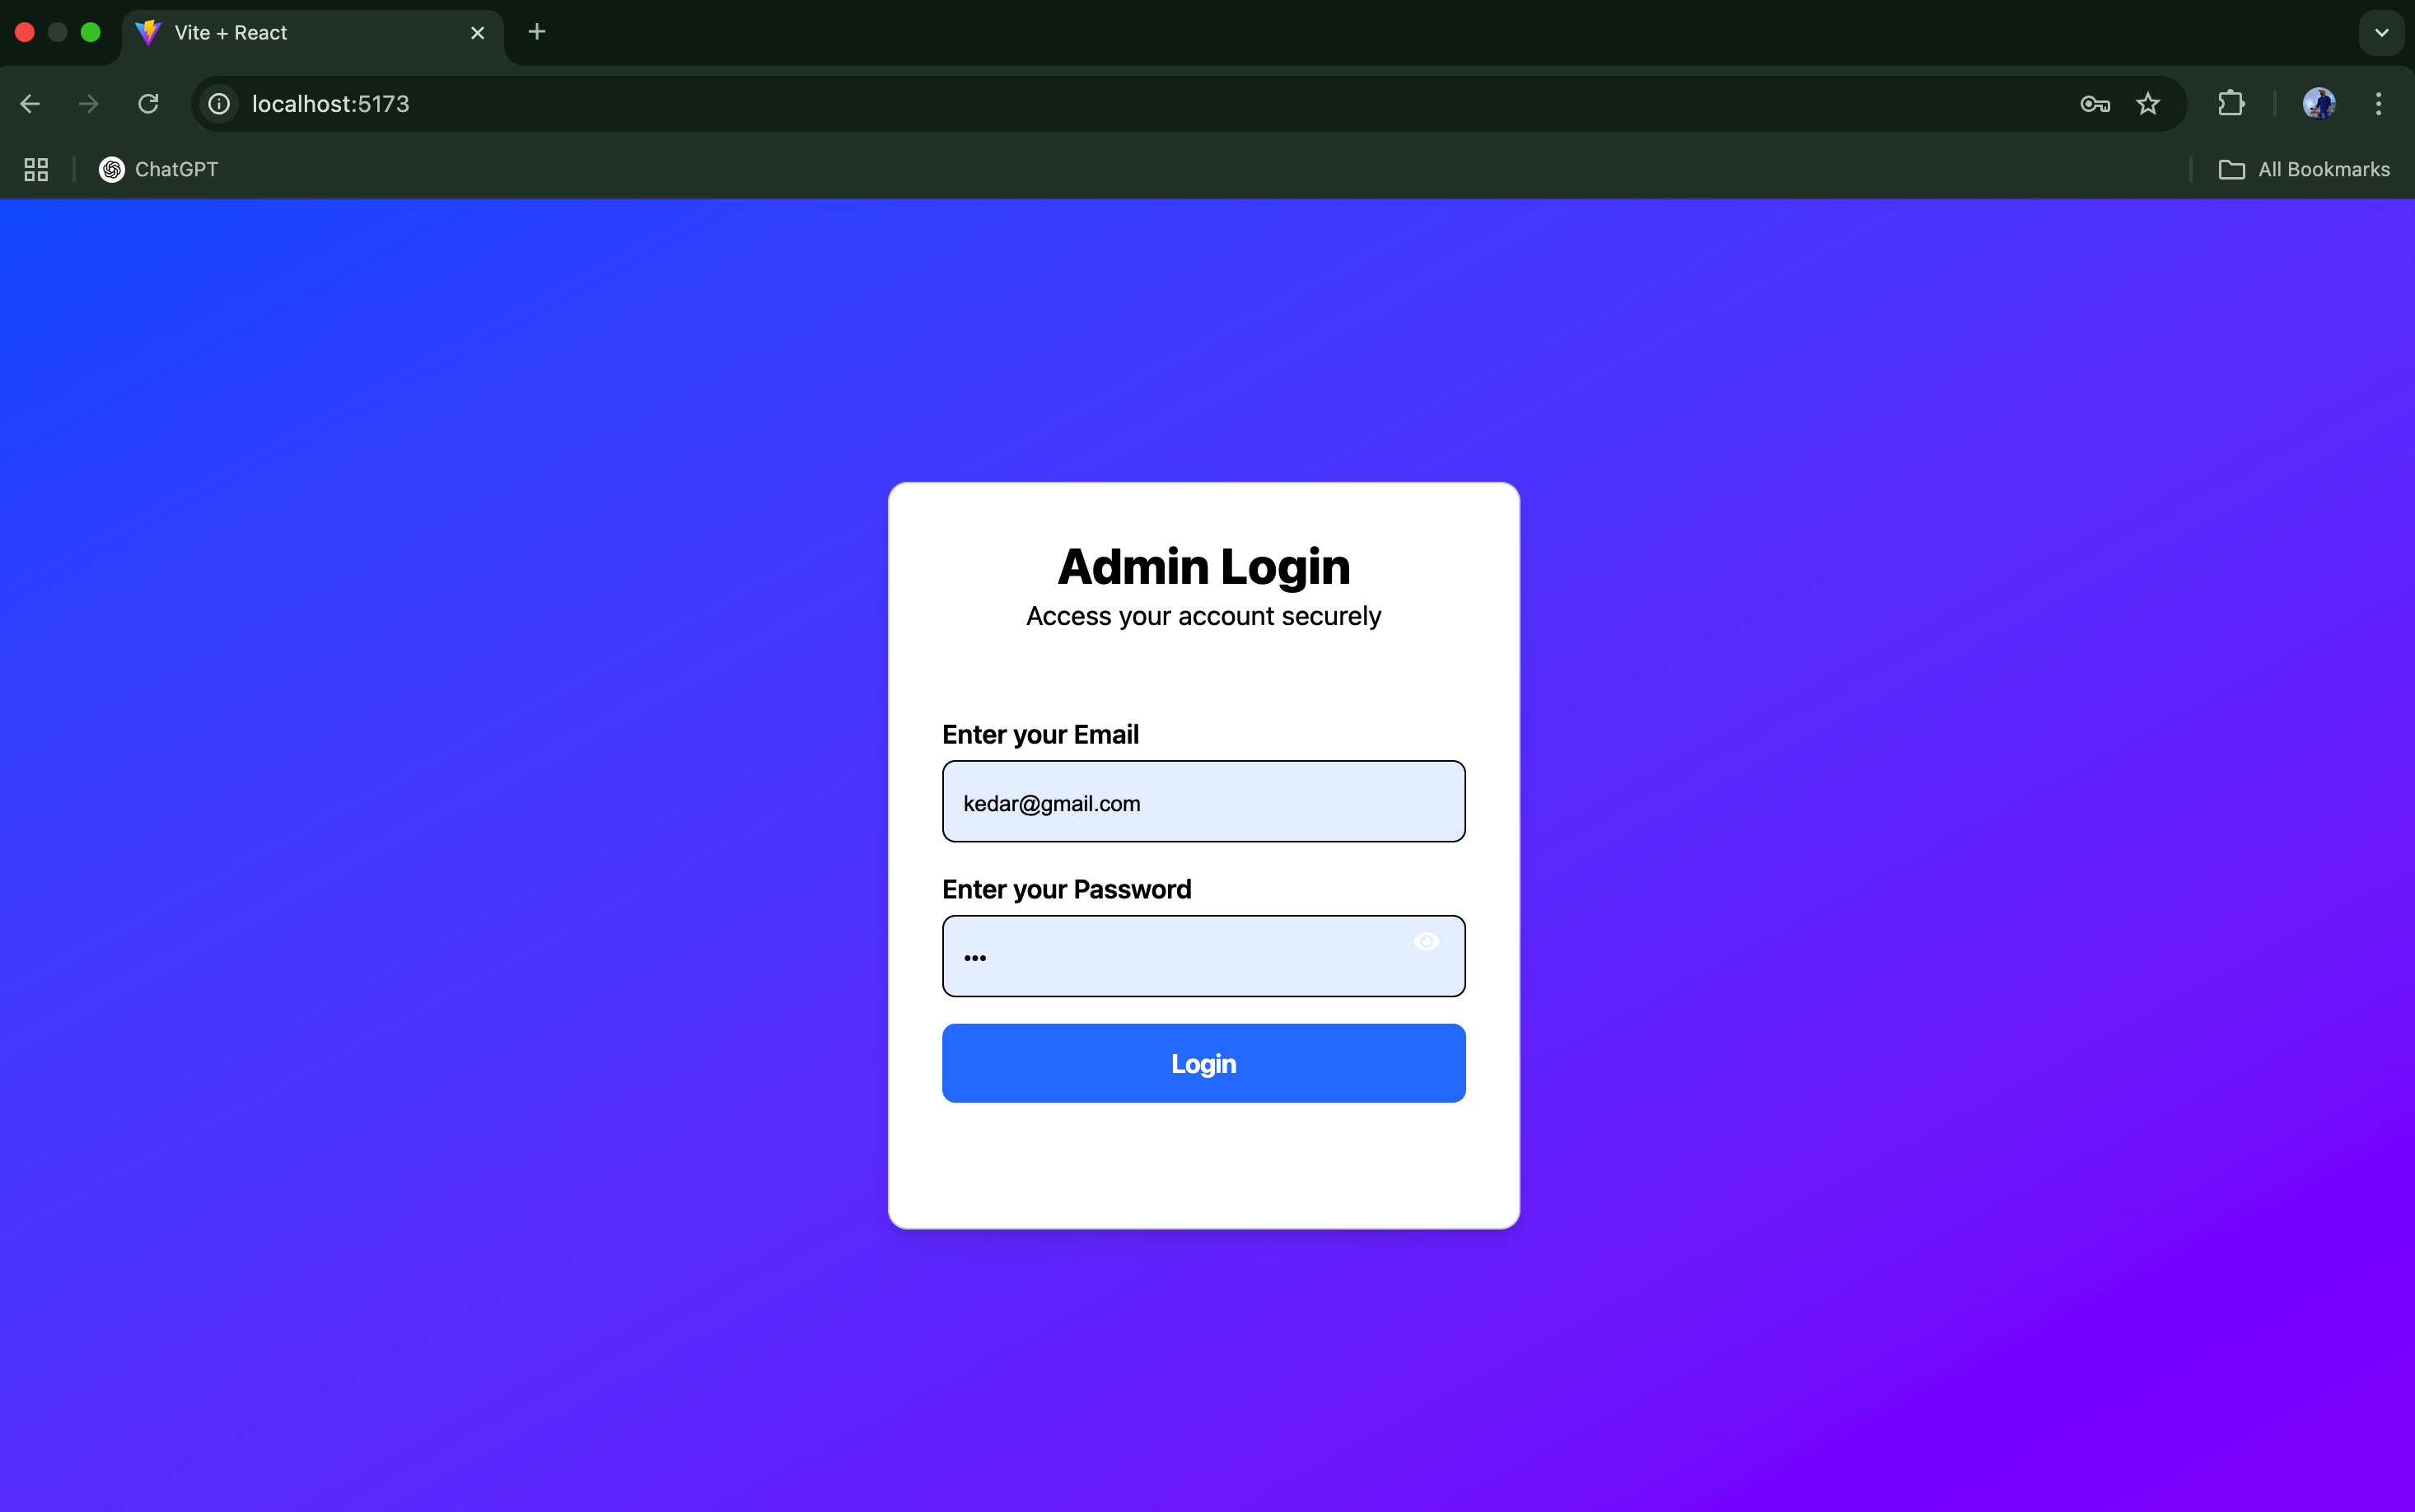 Vite + React
localhost:5173
ChatGPT
All Bookmarks
Admin Login
Access your account securely
Enter your Email
kedar@gmail.com
Enter your Password
•••
Login